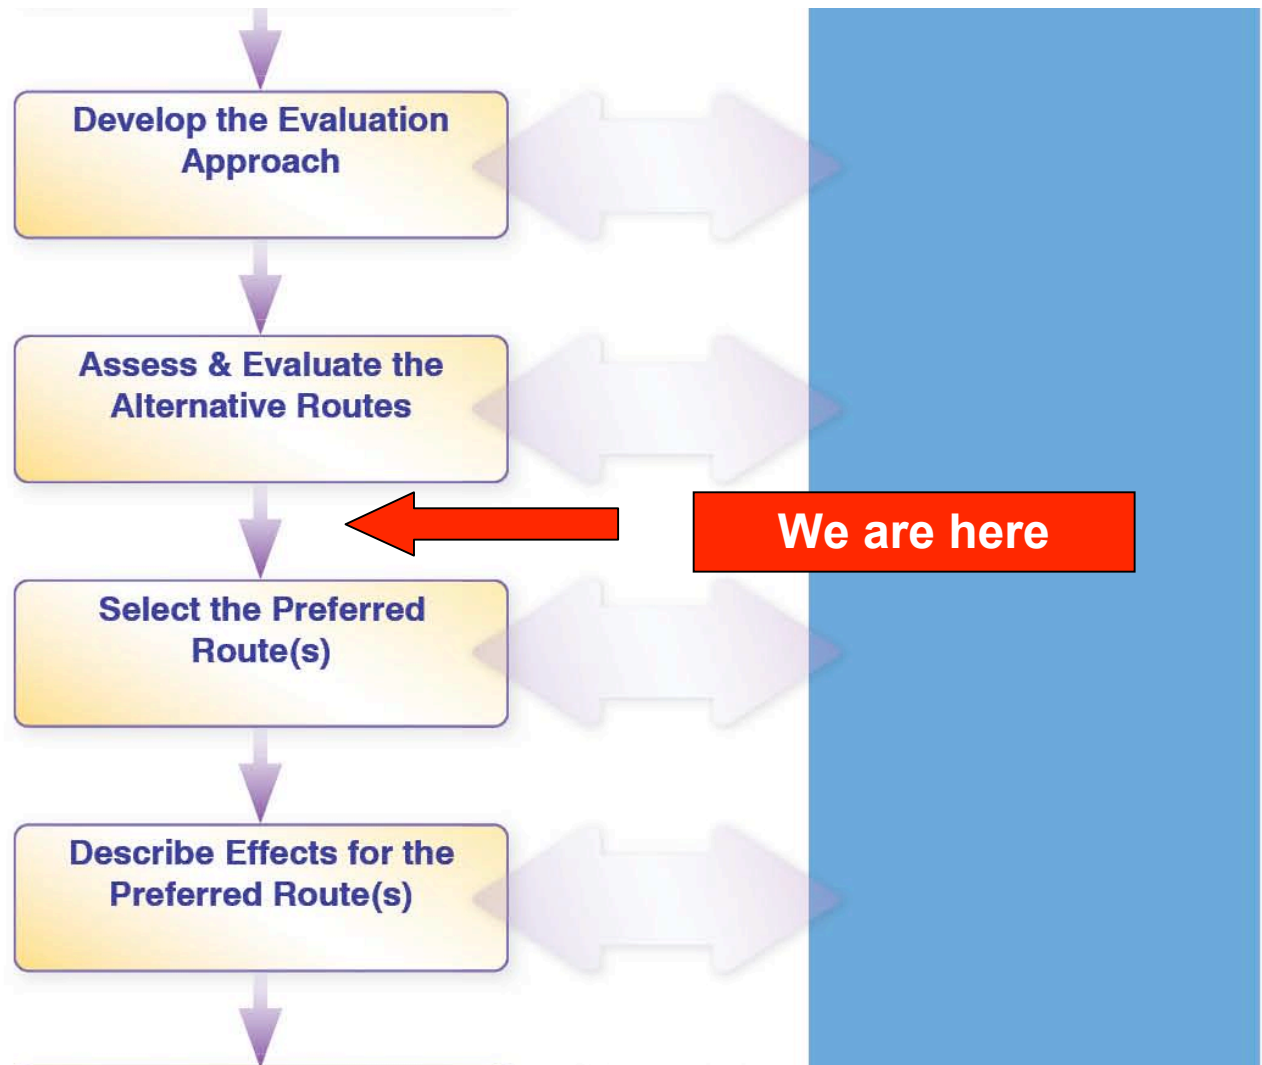 Develop the Evaluation
Approach
Assess & Evaluate the
Alternative Routes
We are here
Select the Preferred
Route(s)
Describe Effects for the
Preferred Route(s)